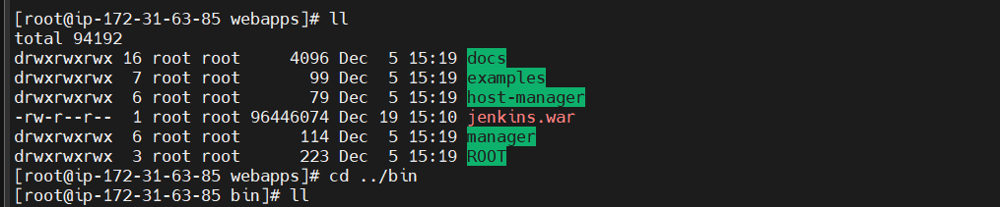 [root@ip-172-31-63-85 webapps]# ll
total 94192
drwxrwxrwx 16 root root     4096 Dec  5 15:19 docs
drwxrwxrwx  7 root root       99 Dec  5 15:19 examples
drwxrwxrwx  6 root root       79 Dec  5 15:19 host-manager
-rw-r--r--  1 root root 96446074 Dec 19 15:10 jenkins.war
drwxrwxrwx  6 root root      114 Dec  5 15:19 manager
drwxrwxrwx  3 root root      223 Dec  5 15:19 ROOT
[root@ip-172-31-63-85 webapps]# cd ../bin
[root@ip-172-31-63-85 bin]# ll